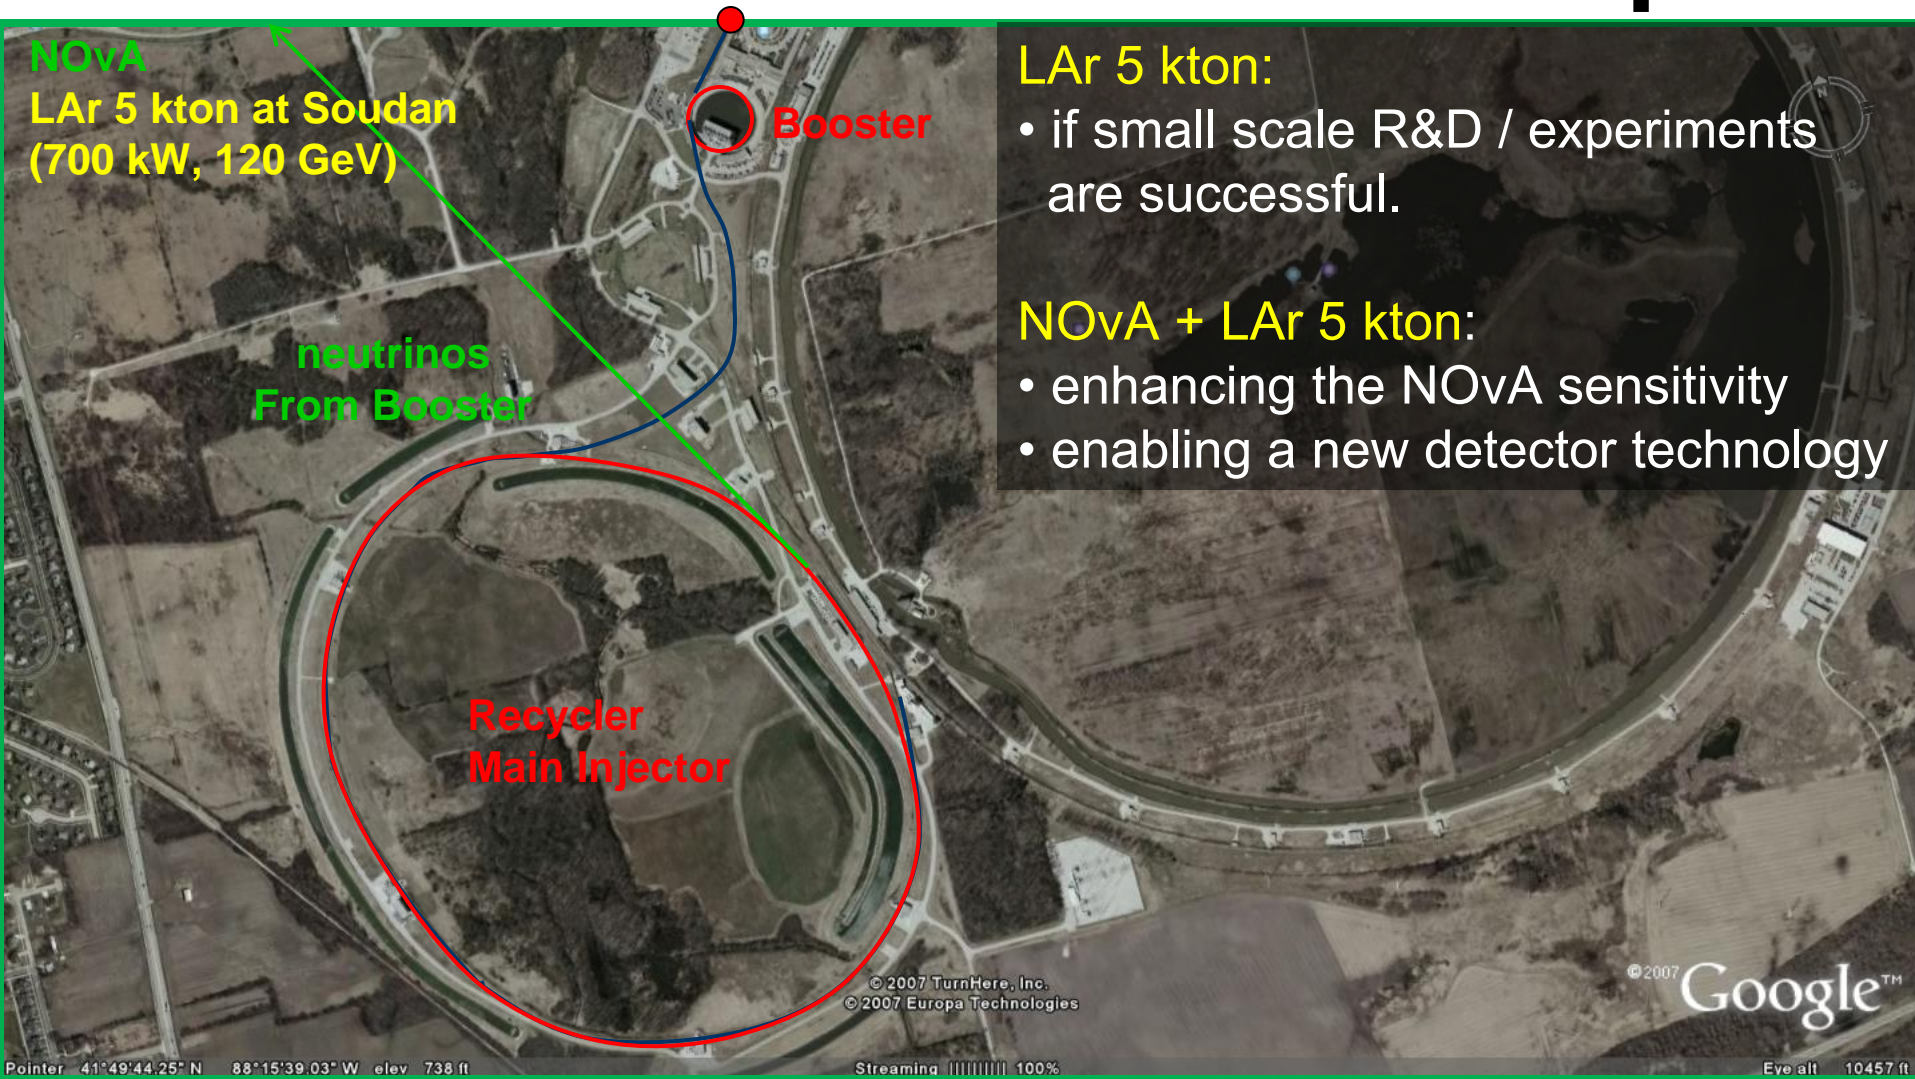 NOvA
LAr 5 kton at Soudan
(700 kW, 120 GeV)
Booster
LAr 5 kton:
• if small scale R&D / experiments
are successful.
NOvA + LAr 5 kton:
• enhancing the NOvA sensitivity
• enabling a new detector technology
N
neutrinos
From Booster
Recycler
Main Injector
© 2007 TurnHere, Inc.
© 2007 Europa Technologies
©2007 Google™
Pointer 41°49'44.25" N 88°15'39.03" W elev 738 ft
Streaming |||||||||| 100%
Eye alt 10457 ft